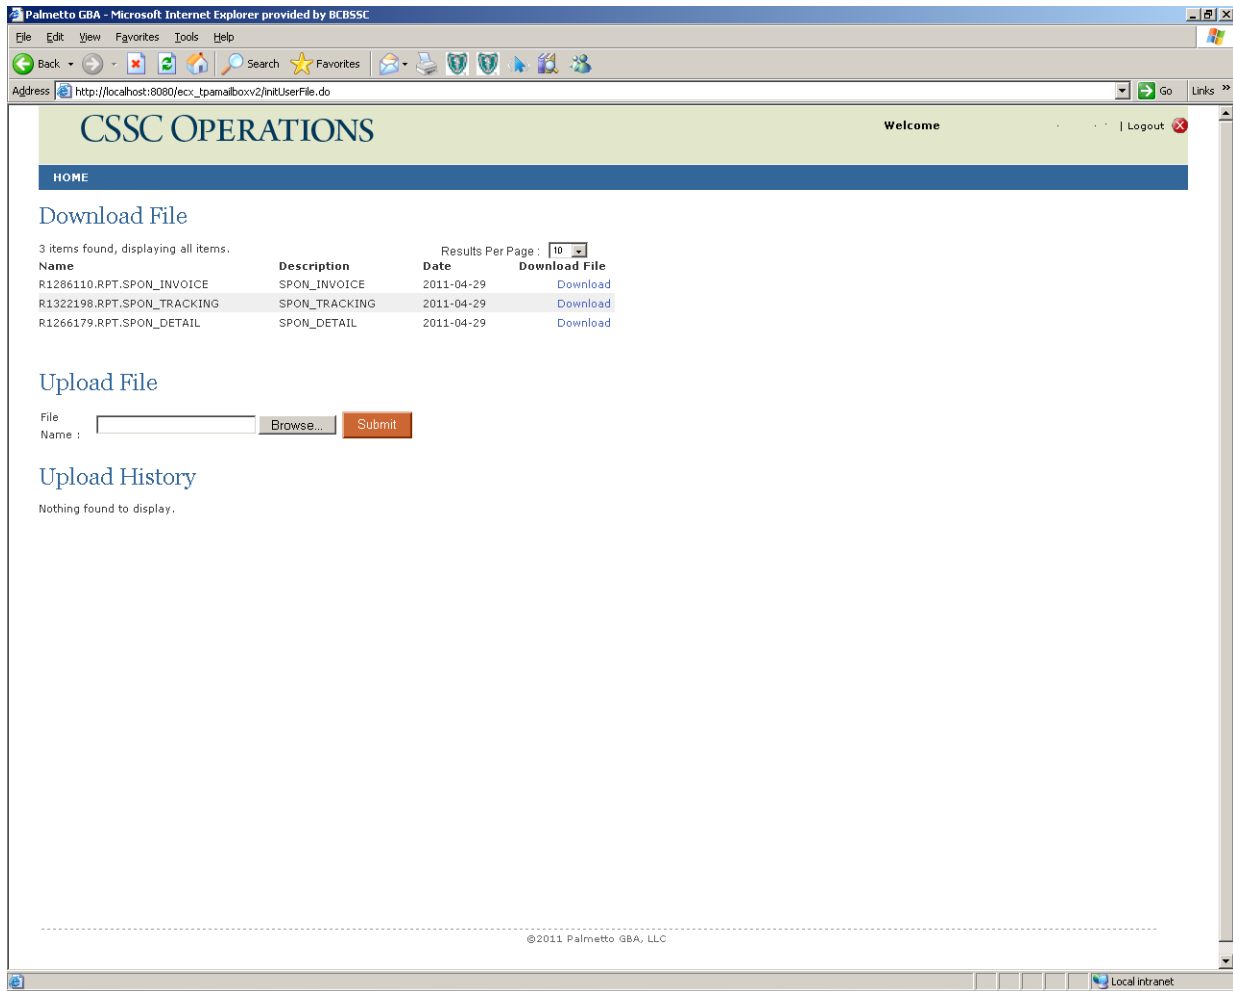 Palmetto GBA - Microsoft Internet Explorer provided by BCBSSC
File Edit View Favorites Tools Help
Back Search Favorites
Address http://localhost:8080/ecx_tpamailboxv2/initUserFile.do Go Links »
CSSC OPERATIONS
Welcome | Logout
HOME
Download File
3 items found, displaying all items. Results Per Page : 10
Name Description Date Download File
R1286110.RPT.SPON_INVOICE SPON_INVOICE 2011-04-29 Download
R1322198.RPT.SPON_TRACKING SPON_TRACKING 2011-04-29 Download
R1266179.RPT.SPON_DETAIL SPON_DETAIL 2011-04-29 Download
Upload File
File Name : Browse... Submit
Upload History
Nothing found to display.
©2011 Palmetto GBA, LLC
Local intranet